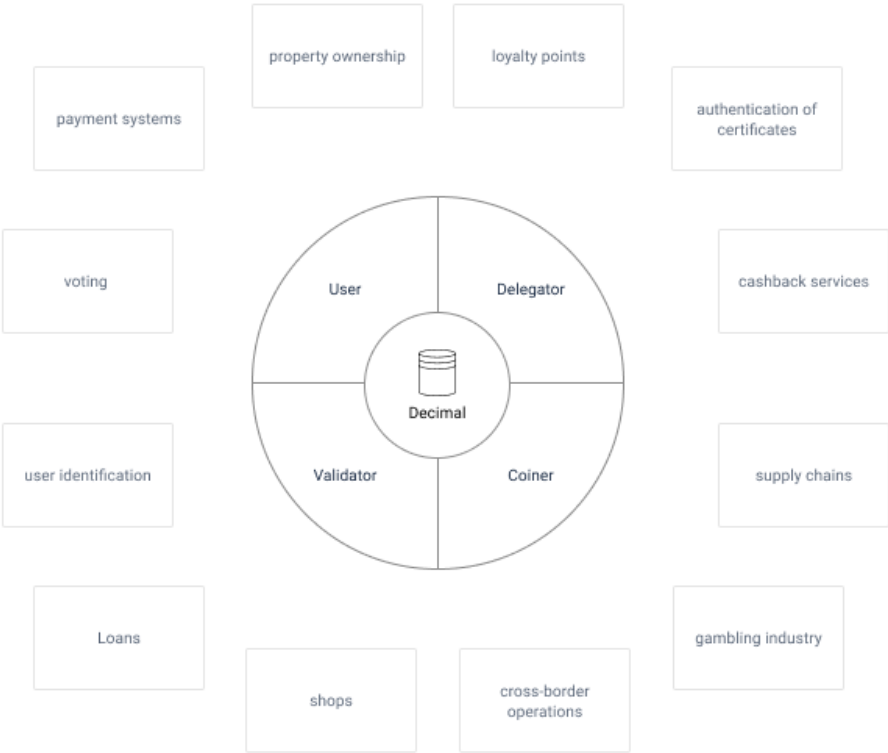 property ownership
loyalty points
payment systems
authentication of
certificates
voting
cashback services
User
Delegator
Decimal
Validator
Coiner
user identification
supply chains
Loans
gambling industry
shops
cross-border
operations